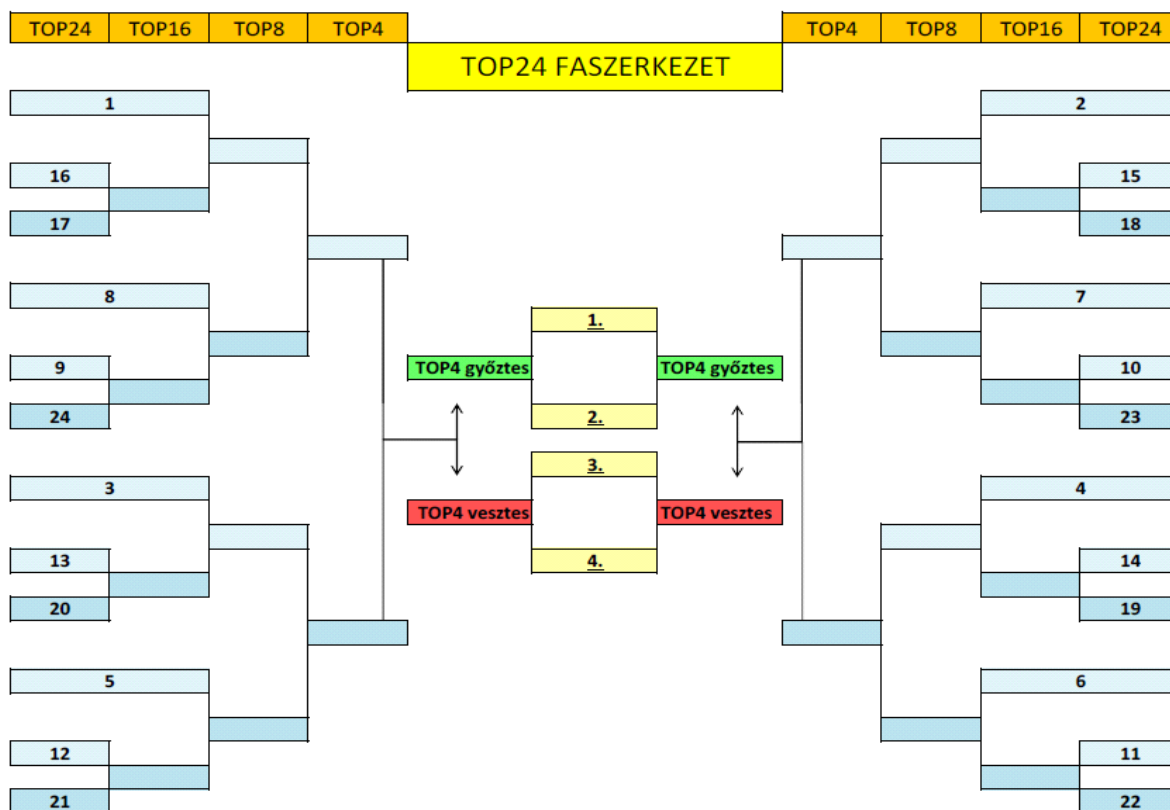 TOP24 TOP16 TOP8 TOP4 TOP4 TOP8 TOP16 TOP24
TOP24 FASZERKEZET
1 2
16 15
17 18
8 7
1.
9 TOP4 győztes TOP4 győztes 10
24 2. 23
3.
3 4
TOP4 vesztes TOP4 vesztes
13 4. 14
20 19
5 6
12 11
21 22